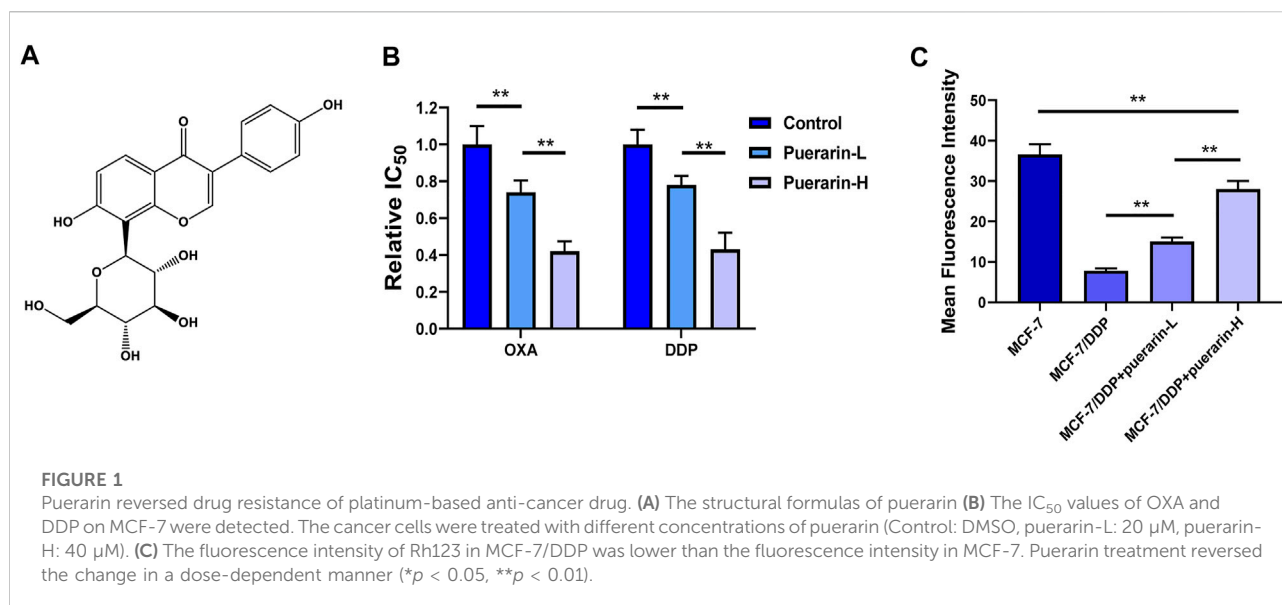 A
OH
O
HO
O
O
OH
HO
OH
OH
B
Relative IC50
1.2
1.0
0.8
0.6
0.4
0.2
0.0
**
**
**
**
OXA
DDP
Control
Puerarin-L
Puerarin-H
C
Mean Fluorescence Intensity
50
40
30
20
10
0
**
**
**
MCF-7
MCF-7/DDP
MCF-7/DDP+puerarin-L
MCF-7/DDP+puerarin-H
FIGURE 1
Puerarin reversed drug resistance of platinum-based anti-cancer drug. (A) The structural formulas of puerarin (B) The IC50 values of OXA and
DDP on MCF-7 were detected. The cancer cells were treated with different concentrations of puerarin (Control: DMSO, puerarin-L: 20 μM, puerarin-
H: 40 μM). (C) The fluorescence intensity of Rh123 in MCF-7/DDP was lower than the fluorescence intensity in MCF-7. Puerarin treatment reversed
the change in a dose-dependent manner (*p < 0.05, **p < 0.01).